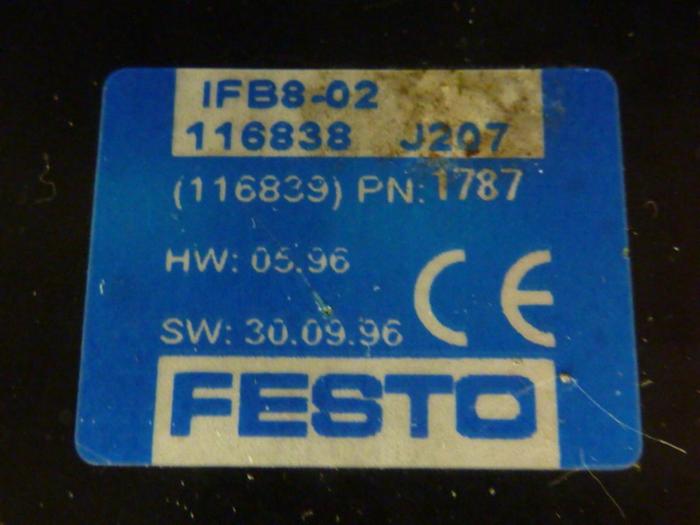 IFB8-02
116838 J207
(116839) PN: 1787
HW: 05.96
CE
SW: 30.09.96
FESTO